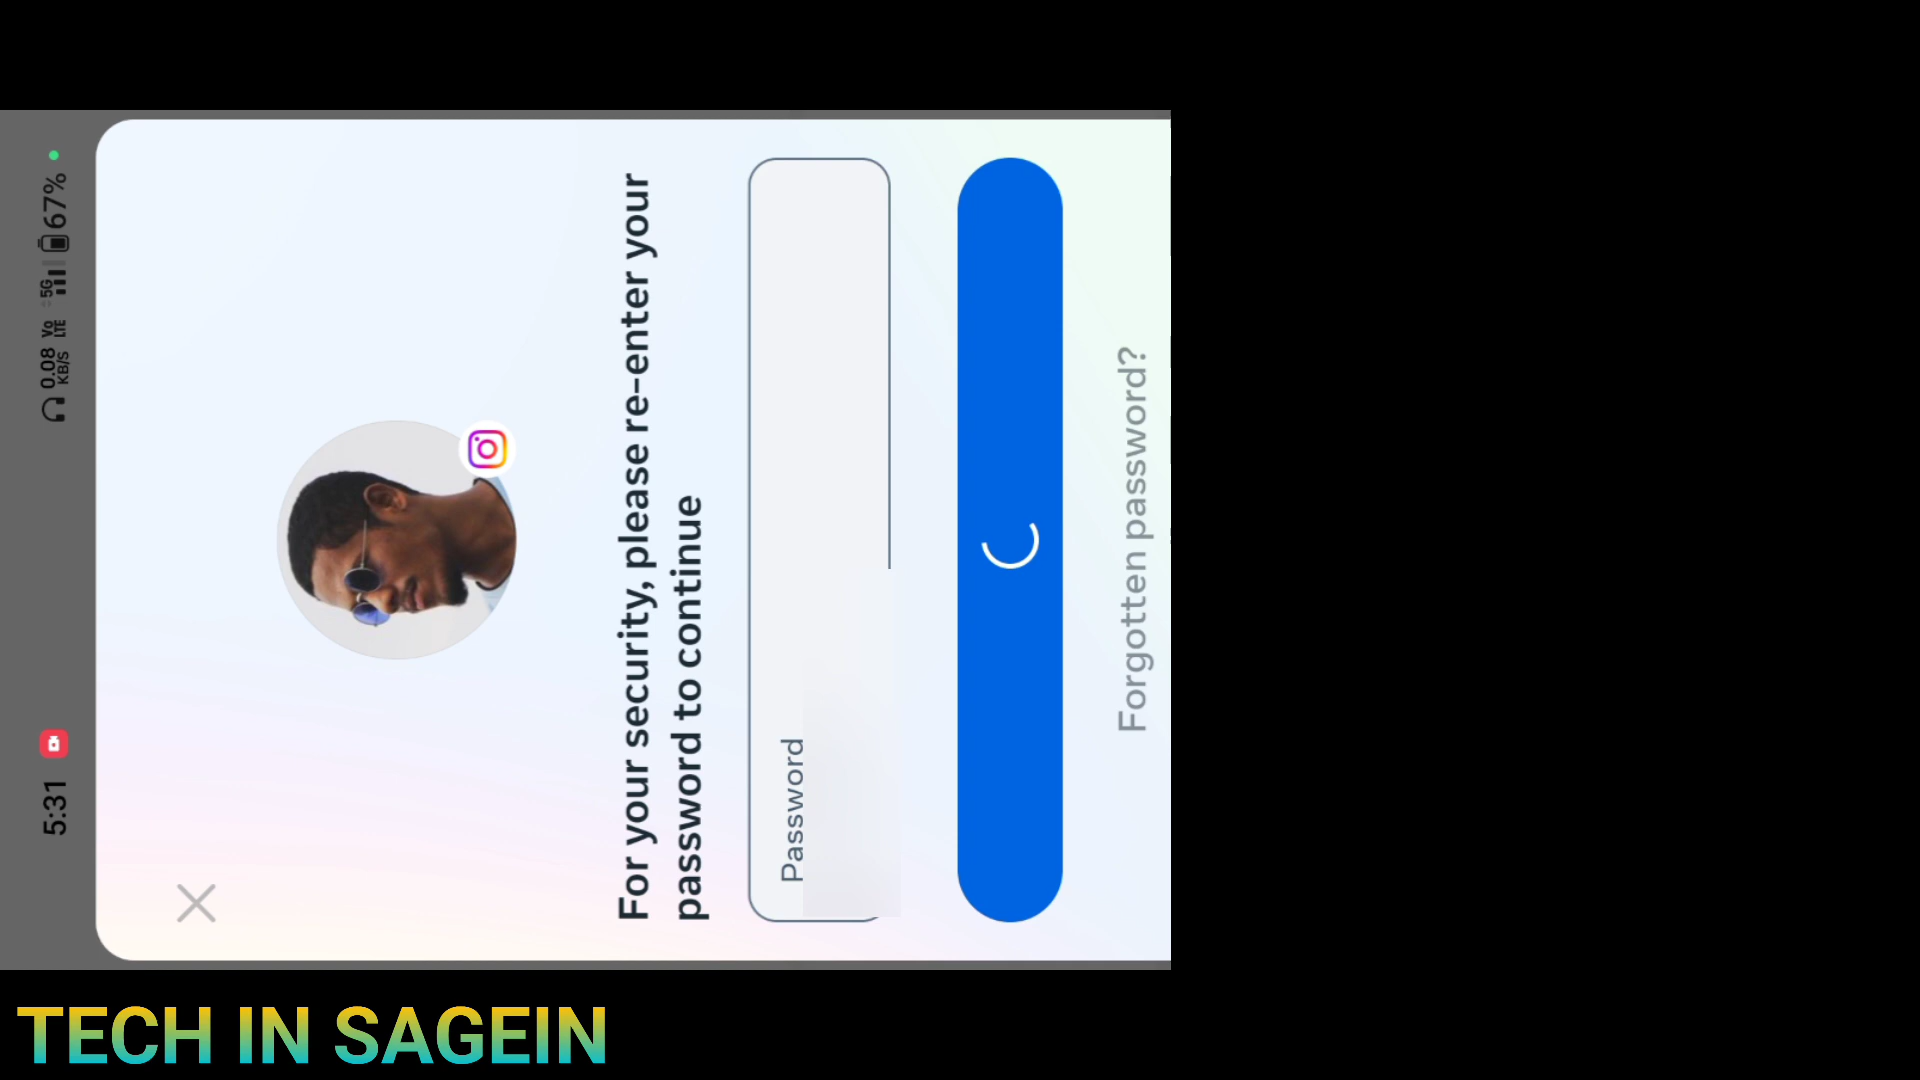 5:31
0.08 KB/S Vo LTE 5G 67%
For your security, please re-enter your
password to continue
Password
Forgotten password?
TECH IN SAGEIN